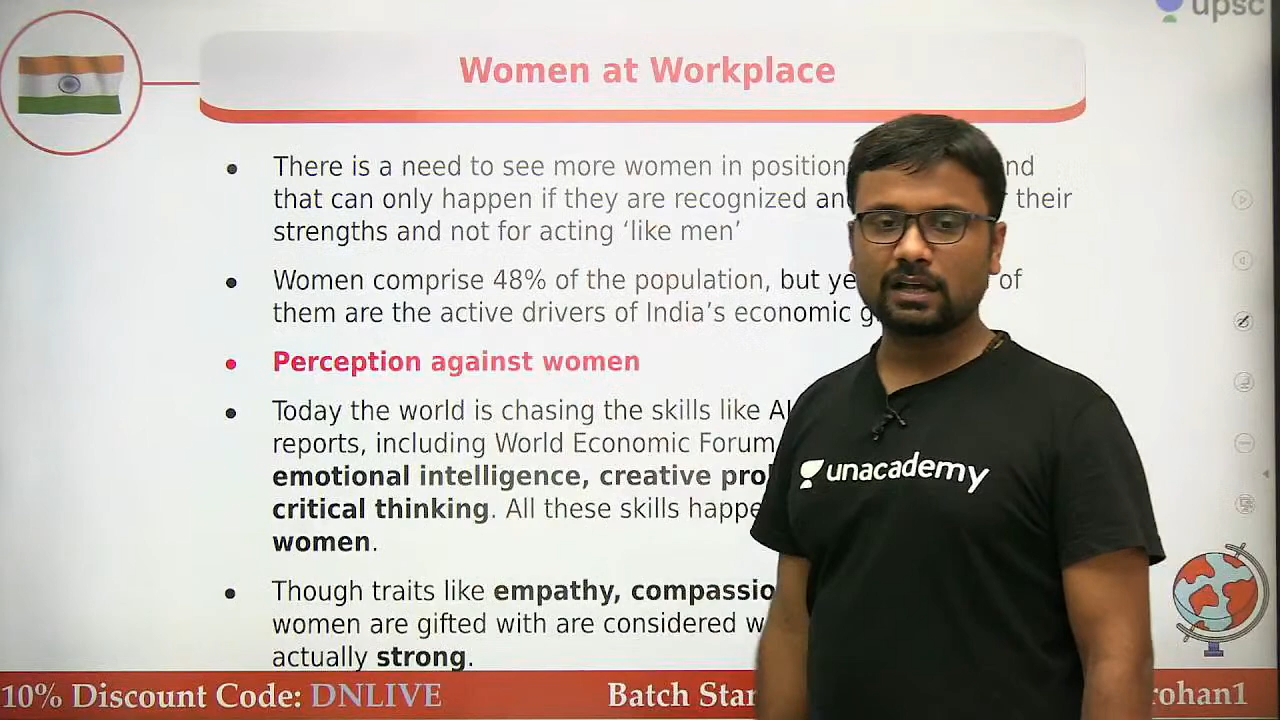 upsc
Women at Workplace
There is a need to see more women in position nd
that can only happen if they are recognized an r their
strengths and not for acting ‘like men’
Women comprise 48% of the population, but ye of
them are the active drivers of India’s economic g
Perception against women
Today the world is chasing the skills like AI
reports, including World Economic Forum
emotional intelligence, creative pro
critical thinking. All these skills happe
women.
Though traits like empathy, compassio
women are gifted with are considered w
actually strong.
unacademy
10% Discount Code: DNLIVE Batch Star rohan1